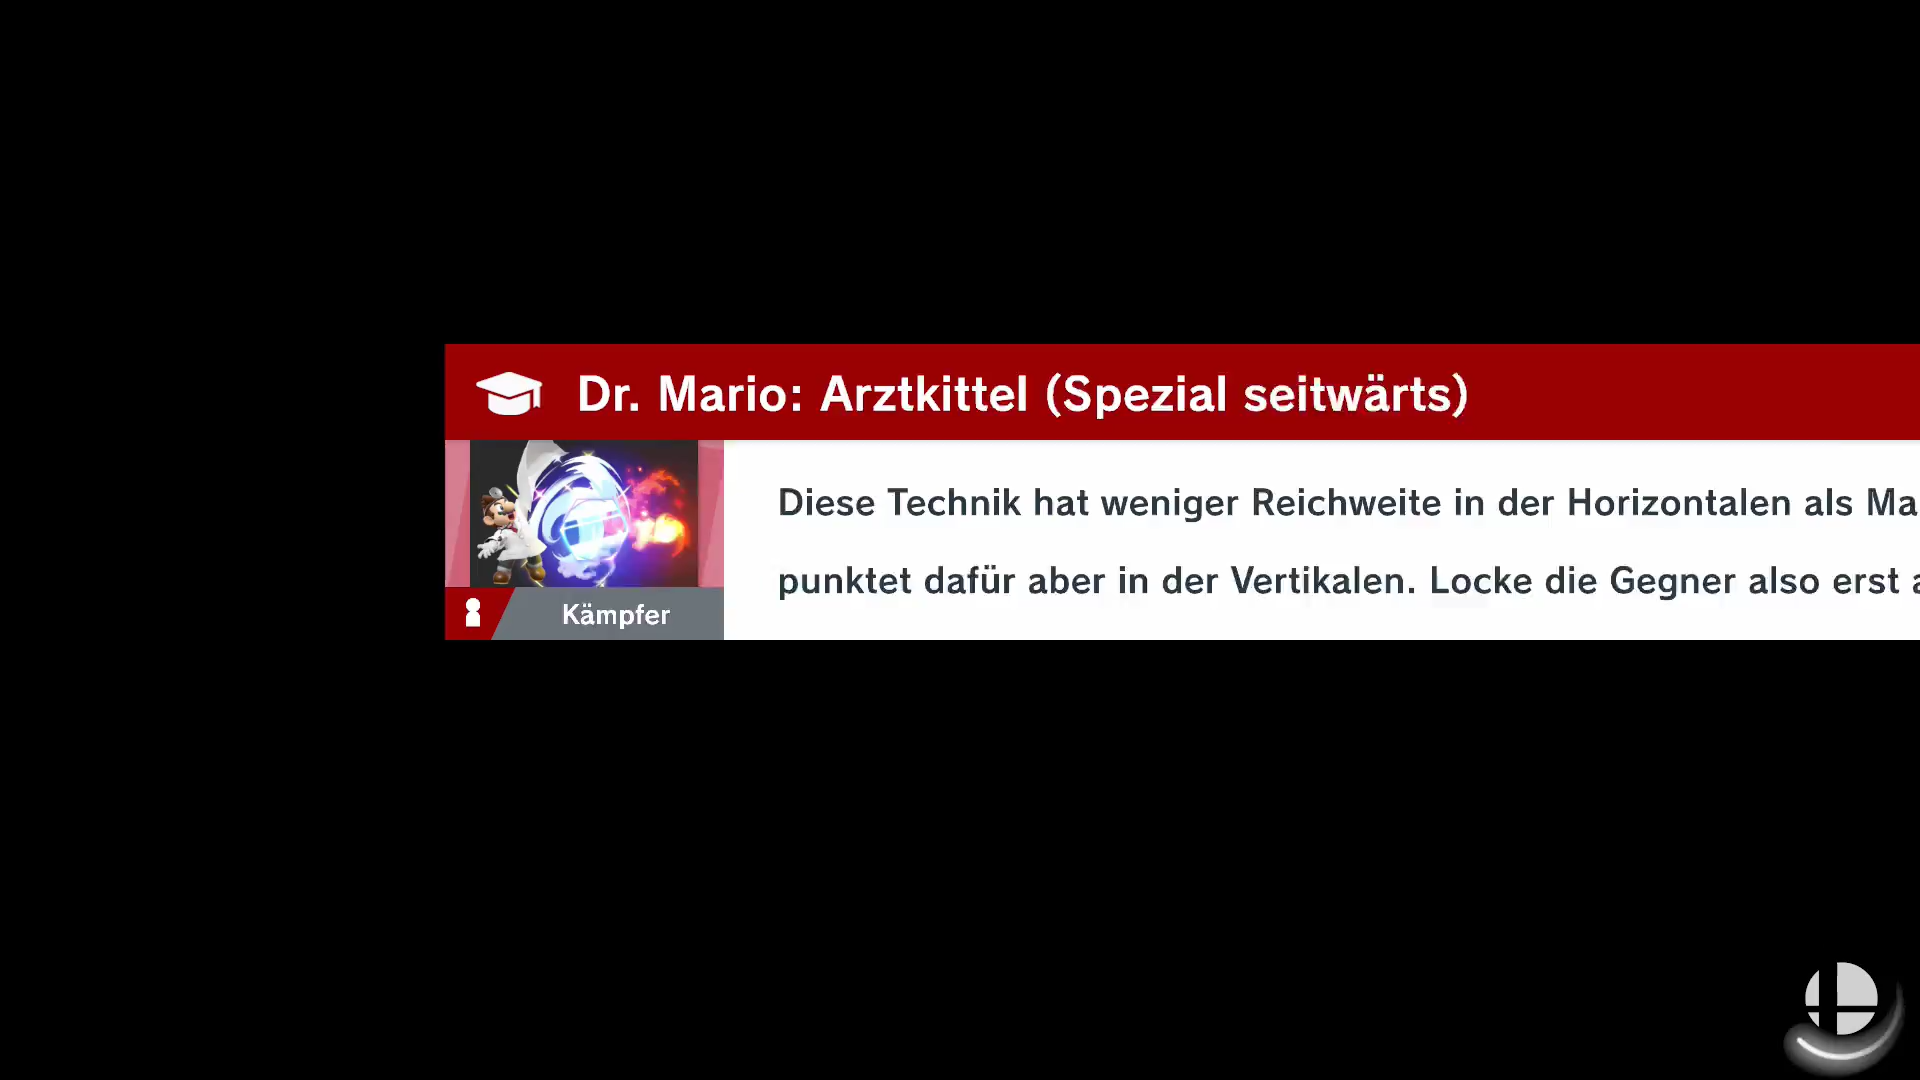 Dr. Mario: Arztkittel (Spezial seitwärts)
Diese Technik hat weniger Reichweite in der Horizontalen als
punktet dafür aber in der Vertikalen. Locke die Gegner also erst
Kämpfer